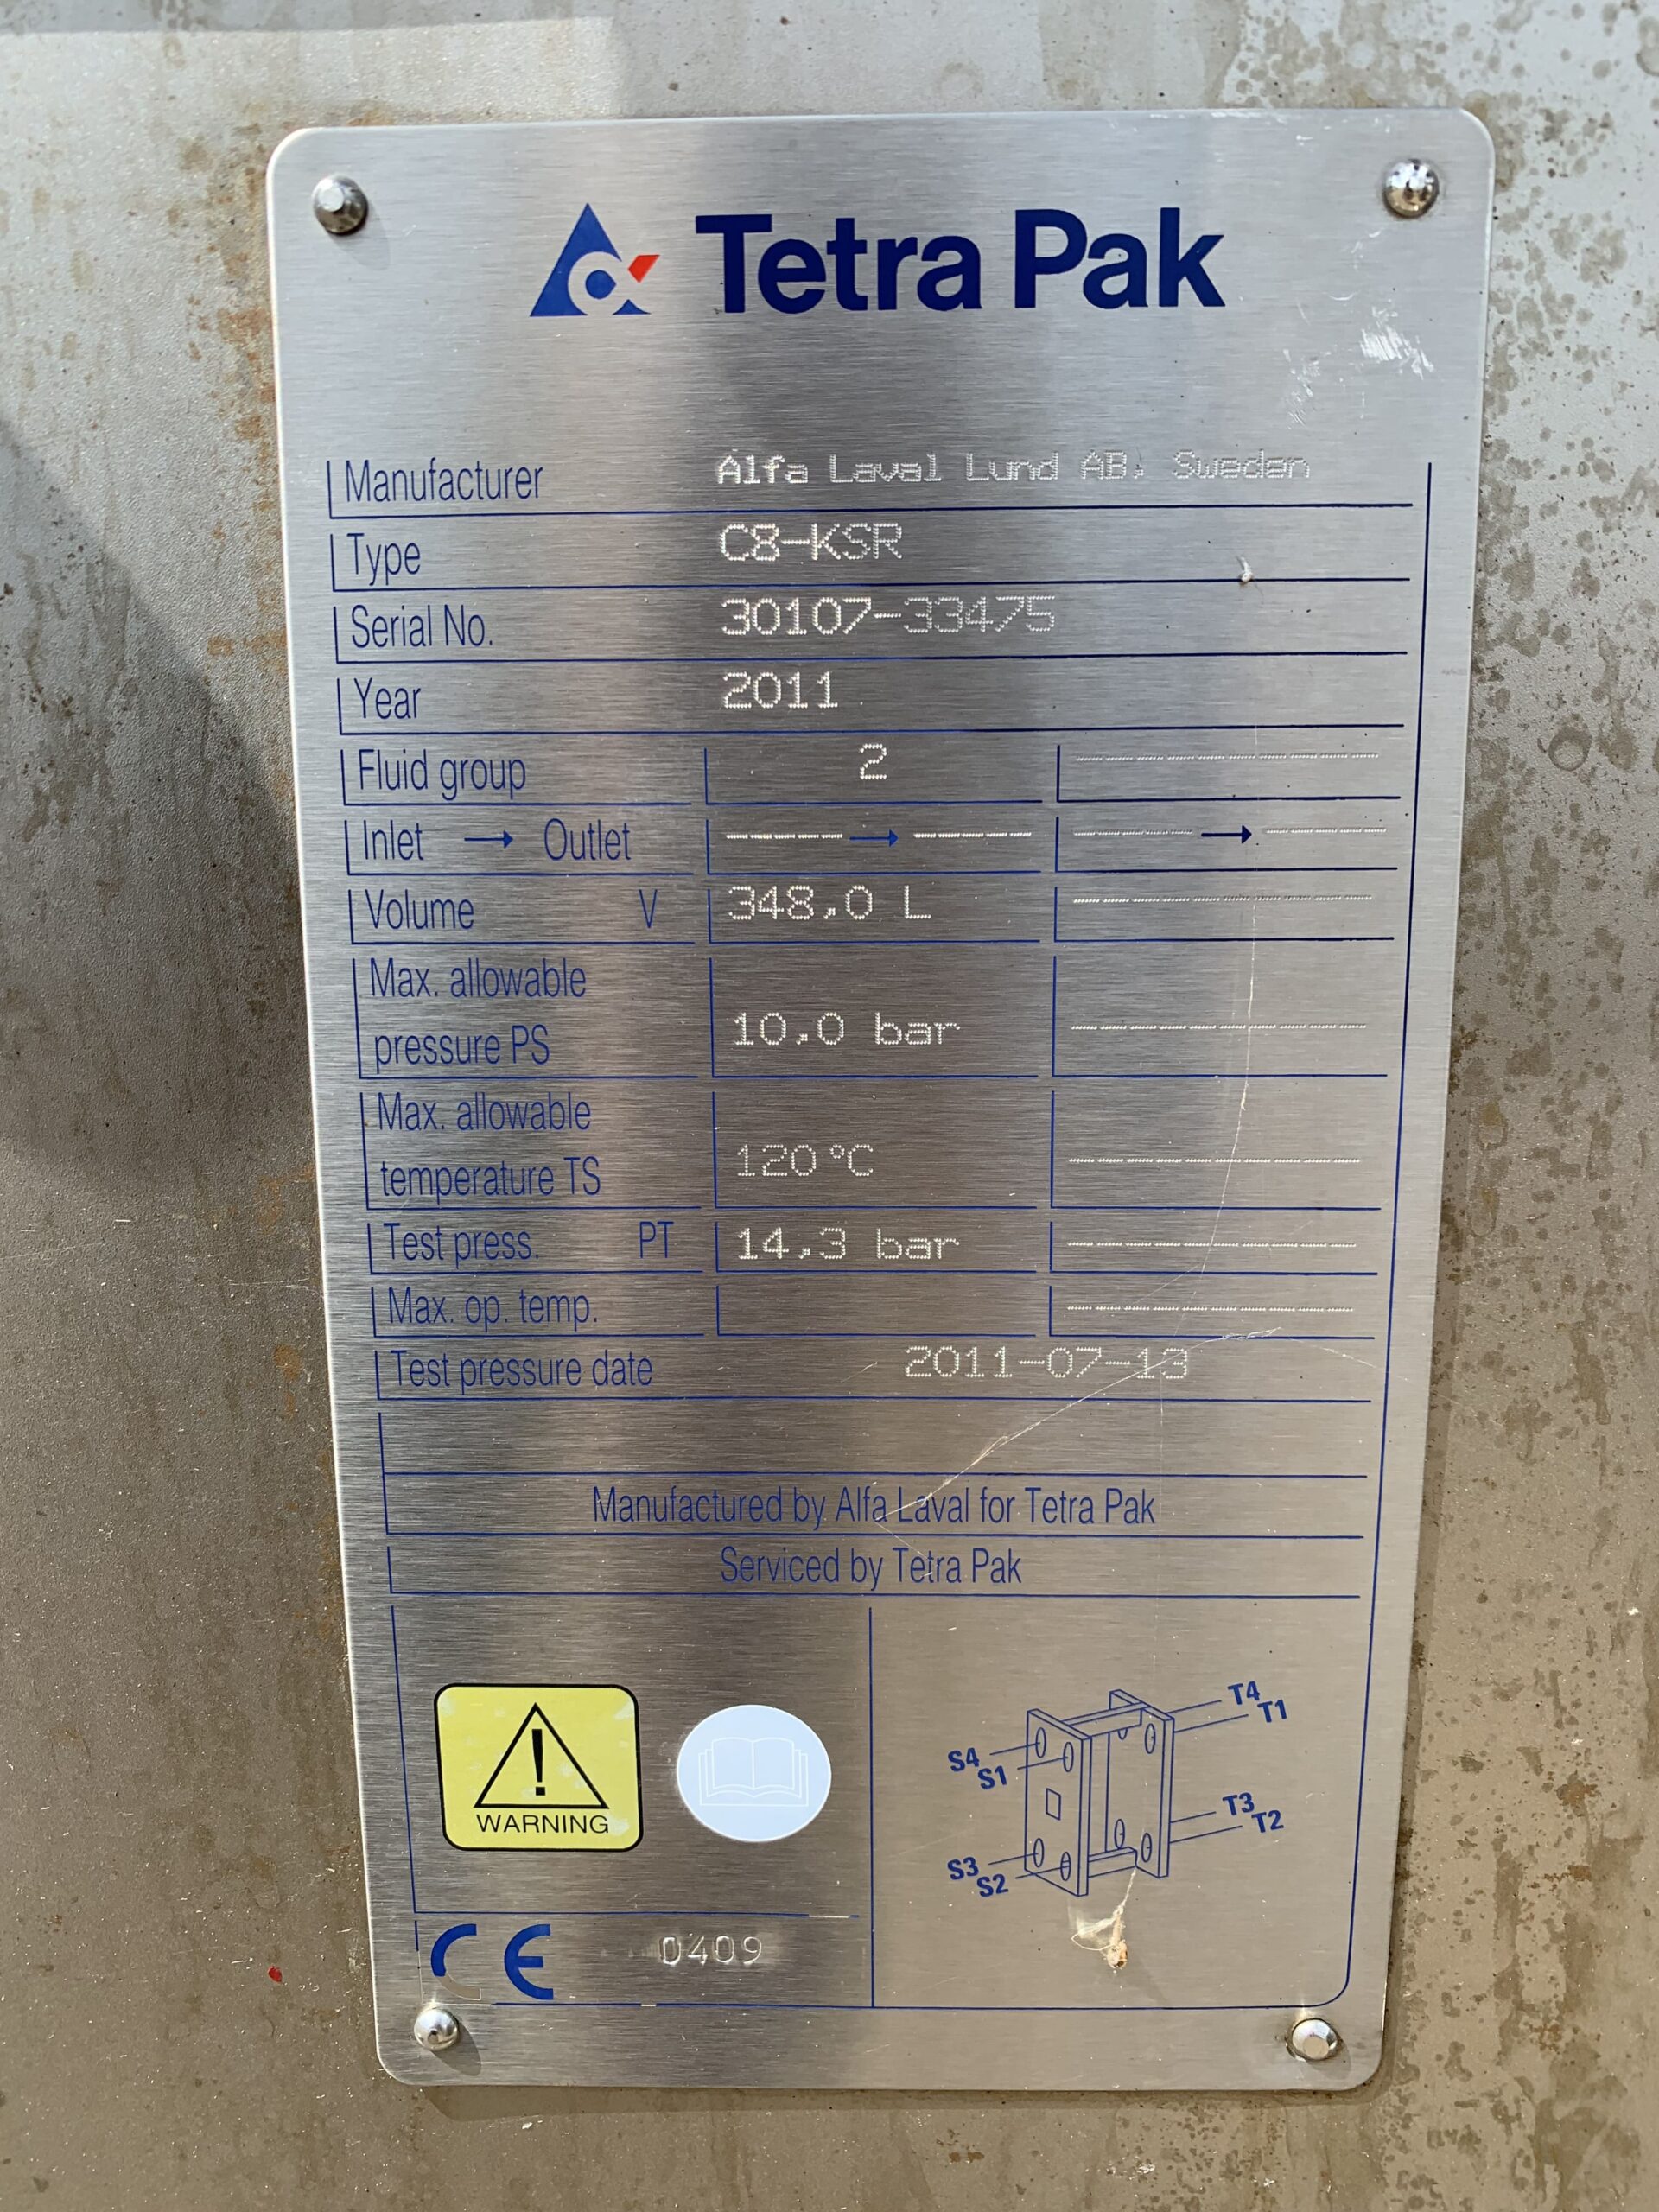 Tetra Pak
Manufacturer Alfa Laval Lund AB, Sweden
Type C8-KSR
Serial No. 30107-33475
Year 2011
Fluid group 2 ----------
Inlet → Outlet ----- → ----- ----- → -----
Volume V 348,0 L ----------
Max. allowable
pressure PS 10,0 bar ----------
Max. allowable
temperature TS 120 °C ----------
Test press. PT 14,3 bar ----------
Max. op. temp. ----------
Test pressure date 2011-07-13
Manufactured by Alfa Laval for Tetra Pak
Serviced by Tetra Pak
WARNING
T4
T1
S4
S1
T3
T2
S3
S2
CE 0409